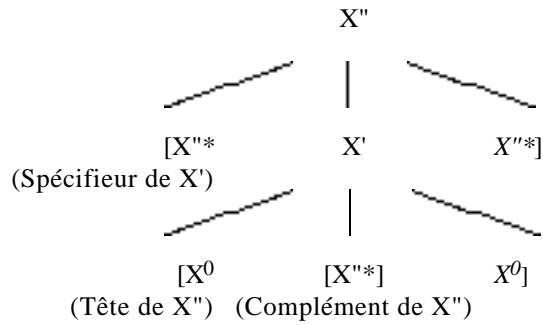 X"
[X"* X' X"*]
(Spécifieur de X')
[X⁰ [X"*] X⁰]
(Tête de X") (Complément de X")